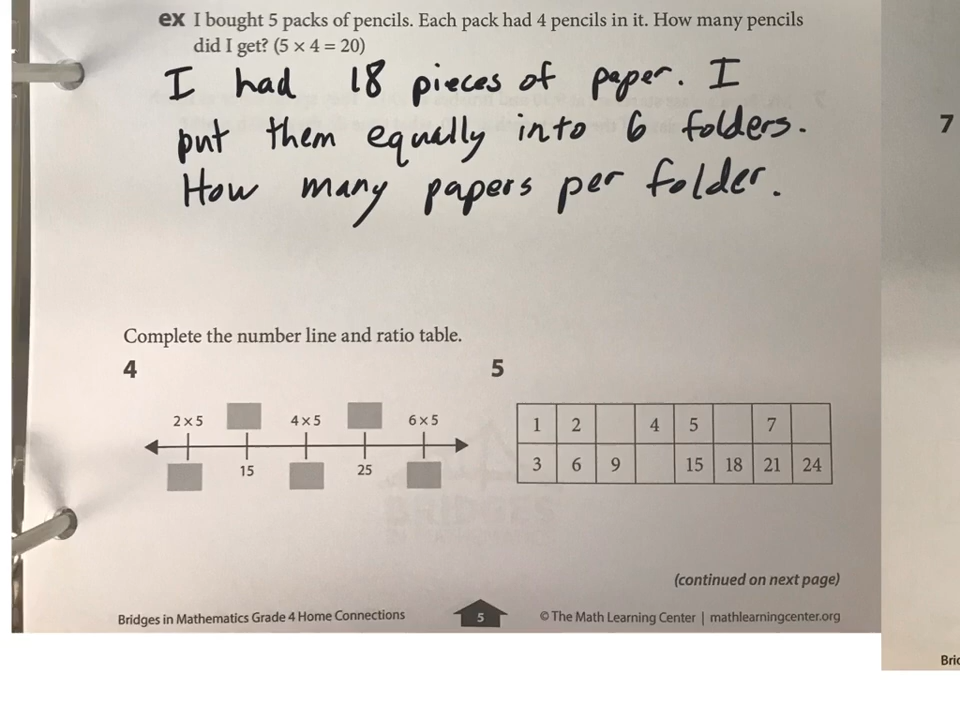 ex I bought 5 packs of pencils. Each pack had 4 pencils in it. How many pencils
did I get? (5 × 4 = 20)
I had 18 pieces of paper. I
put them equally into 6 folders.
How many papers per folder.
7
Complete the number line and ratio table.
4
2 x 5 4 x 5 6 x 5
15 25
5
1 2 4 5 7
3 6 9 15 18 21 24
(continued on next page)
Bridges in Mathematics Grade 4 Home Connections 5 © The Math Learning Center | mathlearningcenter.org